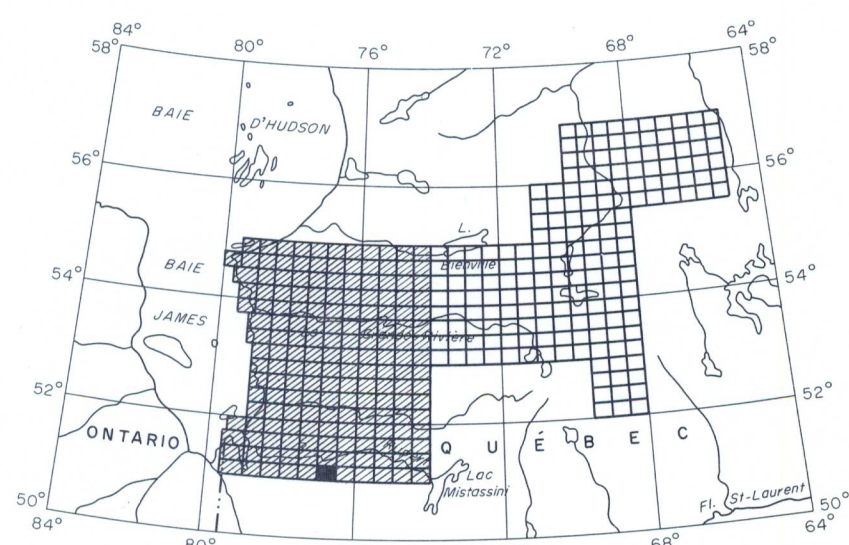 84° 80° 76° 72° 68° 64°
58° 58°
BAIE
D'HUDSON
56° 56°
L.
Bienville
BAIE
54° 54°
JAMES
Grande Rivière
52° 52°
ONTARIO
QUÉBEC
Lac
Mistassini
Fl. St-Laurent
50° 50°
84° 80° 68° 64°